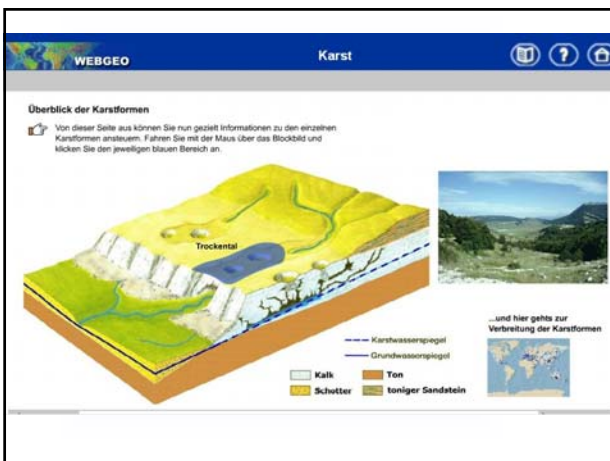 WEBGEO
Karst
?
Überblick der Karstformen
Von dieser Seite aus können Sie nun gezielt Informationen zu den einzelnen
Karstformen ansteuern. Fahren Sie mit der Maus über das Blockbild und
klicken Sie den jeweiligen blauen Bereich an.
Trockental
Karstwasserspiegel
Grundwasserspiegel
Kalk
Ton
Schotter
toniger Sandstein
...und hier gehts zur
Verbreitung der Karstformen